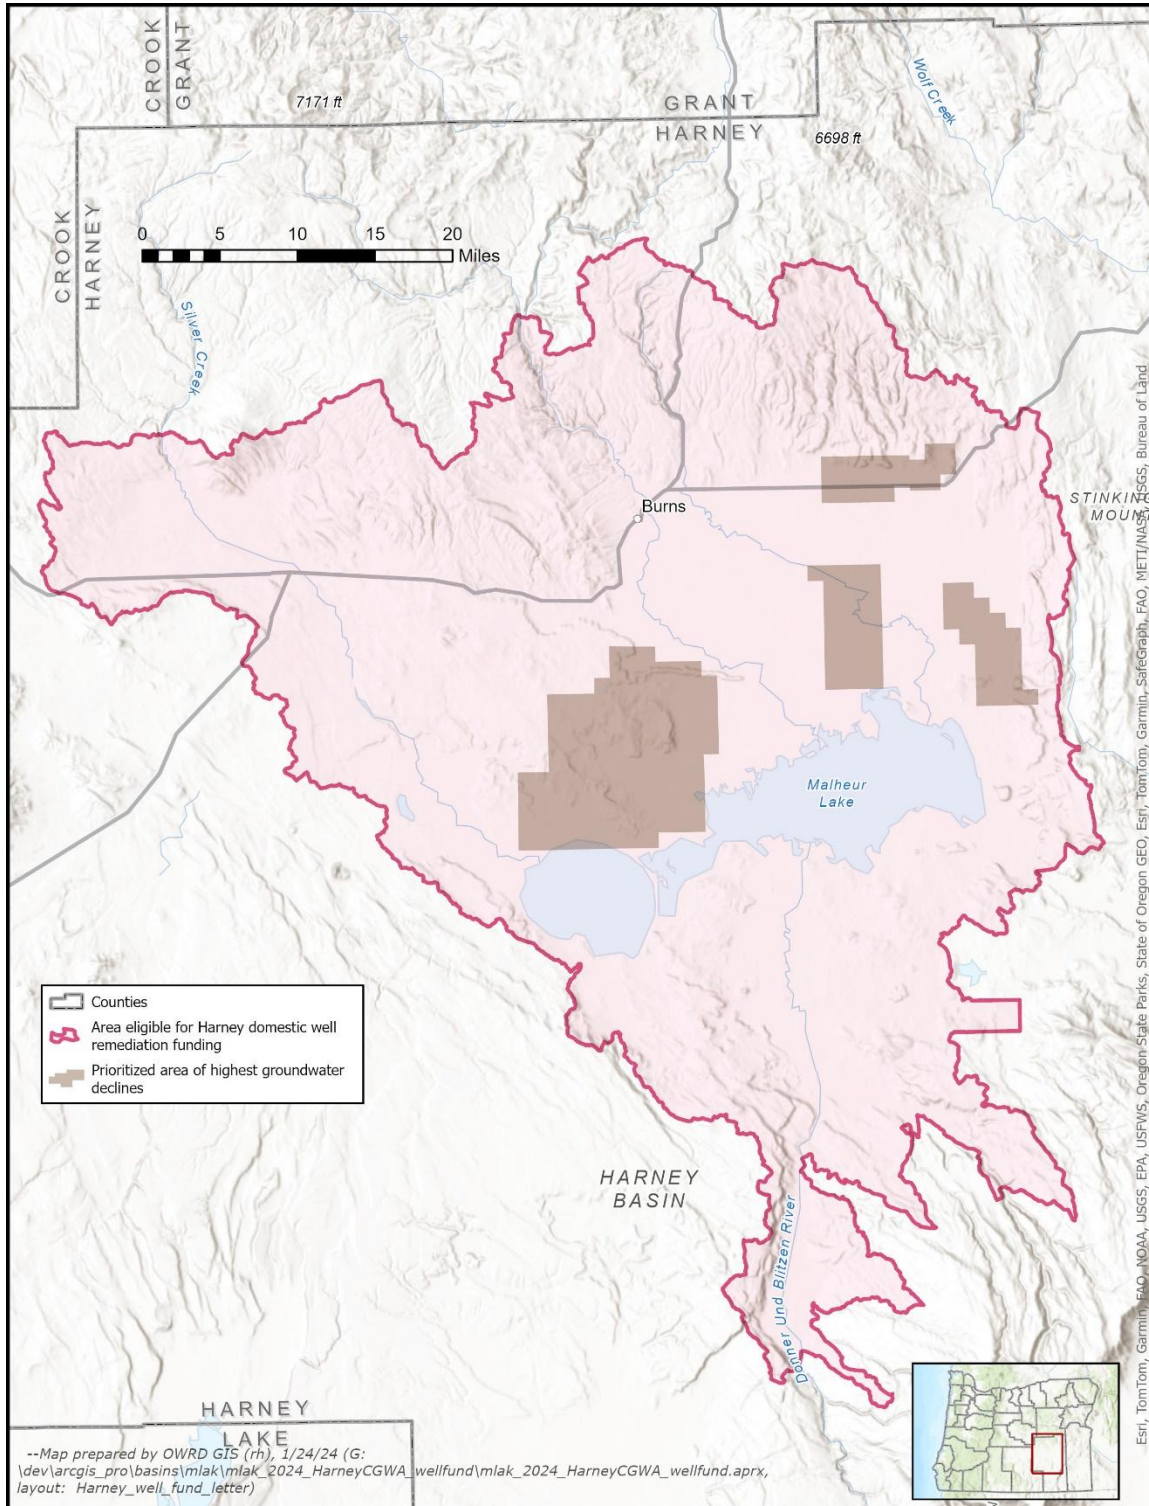 CROOK
GRANT
7171 ft
GRANT
HARNEY
Wolf Creek
6698 ft
CROOK
HARNEY
0 5 10 15 20
Miles
Silver Creek
Burns
STINKING
MOUN
Malheur
Lake
Counties
Area eligible for Harney domestic well
remediation funding
Prioritized area of highest groundwater
declines
HARNEY
BASIN
Donner Und Blitzen River
HARNEY
LAKE
--Map prepared by OWRD GIS (rh), 1/24/24 (G:
\dev\arcgis_pro\basins\mlak\mlak_2024_HarneyCGWA_wellfund\mlak_2024_HarneyCGWA_wellfund.aprx,
layout: Harney_well_fund_letter)
Esri, TomTom, Garmin, FAO, NOAA, USGS, EPA, USFWS, Oregon State Parks, State of Oregon GEO, Esri, TomTom, Garmin, SafeGraph, FAO, METI/NASA, USGS, Bureau of Land